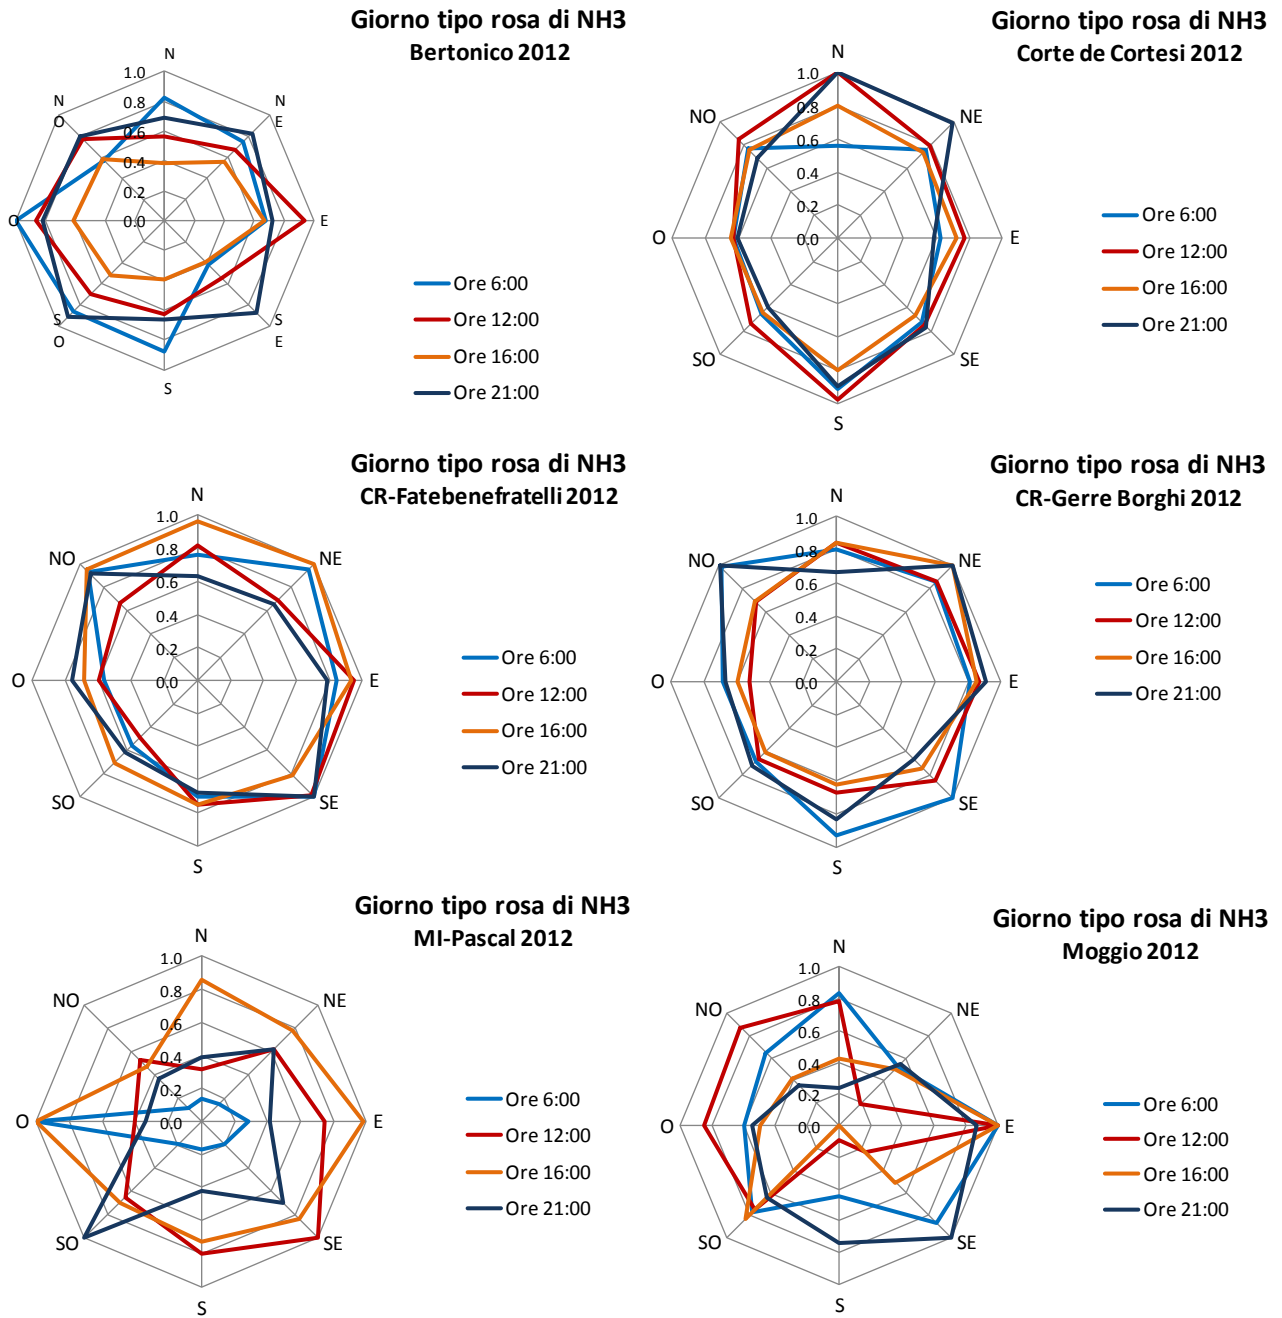 Giorno tipo rosa di NH3
Bertonico 2012
N
N
E
E
S
E
S
S
O
O
N
O
1.0
0.8
0.6
0.4
0.2
0.0
Ore 6:00
Ore 12:00
Ore 16:00
Ore 21:00
Giorno tipo rosa di NH3
Corte de Cortesi 2012
N
NE
E
SE
S
SO
O
NO
1.0
0.8
0.6
0.4
0.2
0.0
Ore 6:00
Ore 12:00
Ore 16:00
Ore 21:00
Giorno tipo rosa di NH3
CR-Fatebenefratelli 2012
N
NE
E
SE
S
SO
O
NO
1.0
0.8
0.6
0.4
0.2
0.0
Ore 6:00
Ore 12:00
Ore 16:00
Ore 21:00
Giorno tipo rosa di NH3
CR-Gerre Borghi 2012
N
NE
E
SE
S
SO
O
NO
1.0
0.8
0.6
0.4
0.2
0.0
Ore 6:00
Ore 12:00
Ore 16:00
Ore 21:00
Giorno tipo rosa di NH3
MI-Pascal 2012
N
NE
E
SE
S
SO
O
NO
1.0
0.8
0.6
0.4
0.2
0.0
Ore 6:00
Ore 12:00
Ore 16:00
Ore 21:00
Giorno tipo rosa di NH3
Moggio 2012
N
NE
E
SE
S
SO
O
NO
1.0
0.8
0.6
0.4
0.2
0.0
Ore 6:00
Ore 12:00
Ore 16:00
Ore 21:00